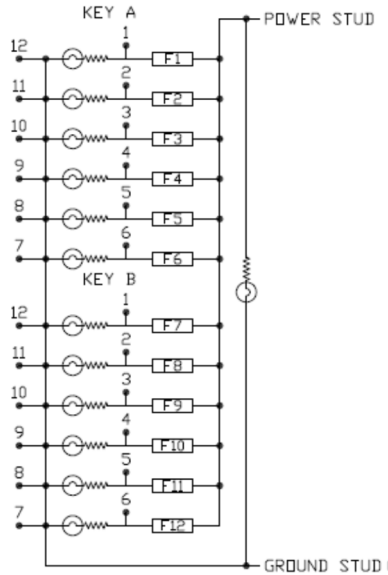 KEY A
POWER STUD
12 1 F1
11 2 F2
10 3 F3
9 4 F4
8 5 F5
7 6 F6
KEY B
12 1 F7
11 2 F8
10 3 F9
9 4 F10
8 5 F11
7 6 F12
GROUND STUD